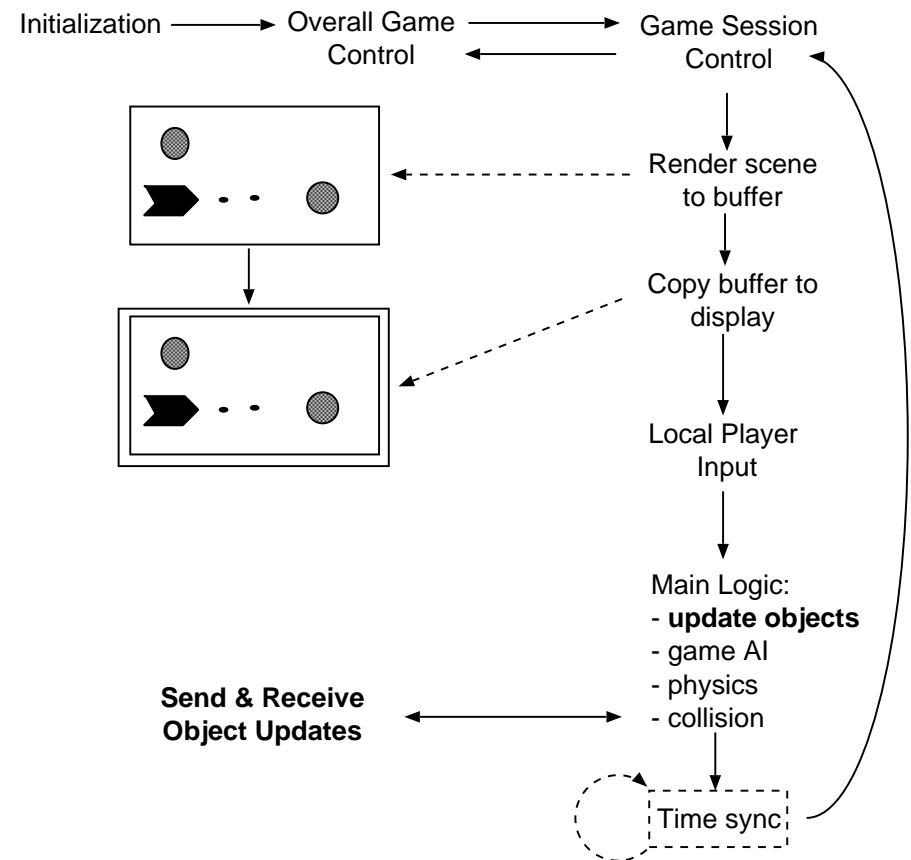 Initialization
Overall Game
Control
Game Session
Control
Render scene
to buffer
Copy buffer to
display
Local Player
Input
Main Logic:
- update objects
- game AI
- physics
- collision
Send & Receive
Object Updates
Time sync